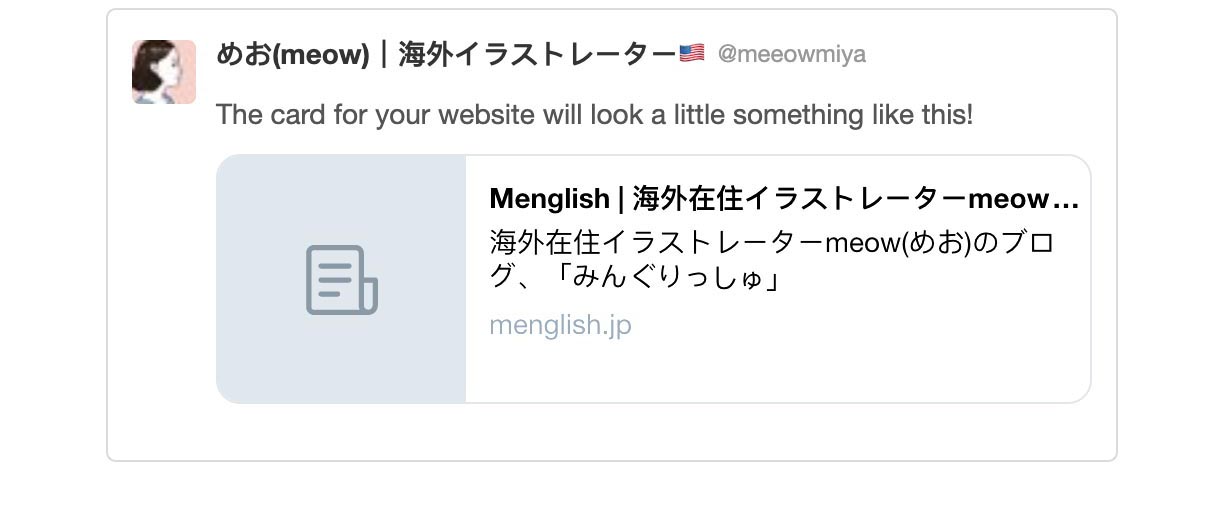 めお(meow)｜海外イラストレーター🇺🇸 @meeowmiya
The card for your website will look a little something like this!
Menglish | 海外在住イラストレーターmeow…
海外在住イラストレーターmeow(めお)のブロ
グ、「みんぐりっしゅ」
menglish.jp